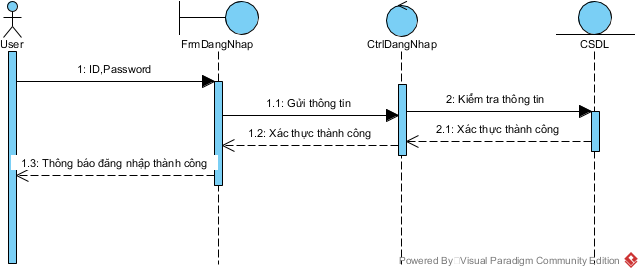 User
FrmDangNhap
CtrlDangNhap
CSDL
1: ID,Password
1.1: Gửi thông tin
2: Kiểm tra thông tin
1.2: Xác thực thành công
2.1: Xác thực thành công
1.3: Thông báo đăng nhập thành công
Powered By Visual Paradigm Community Edition